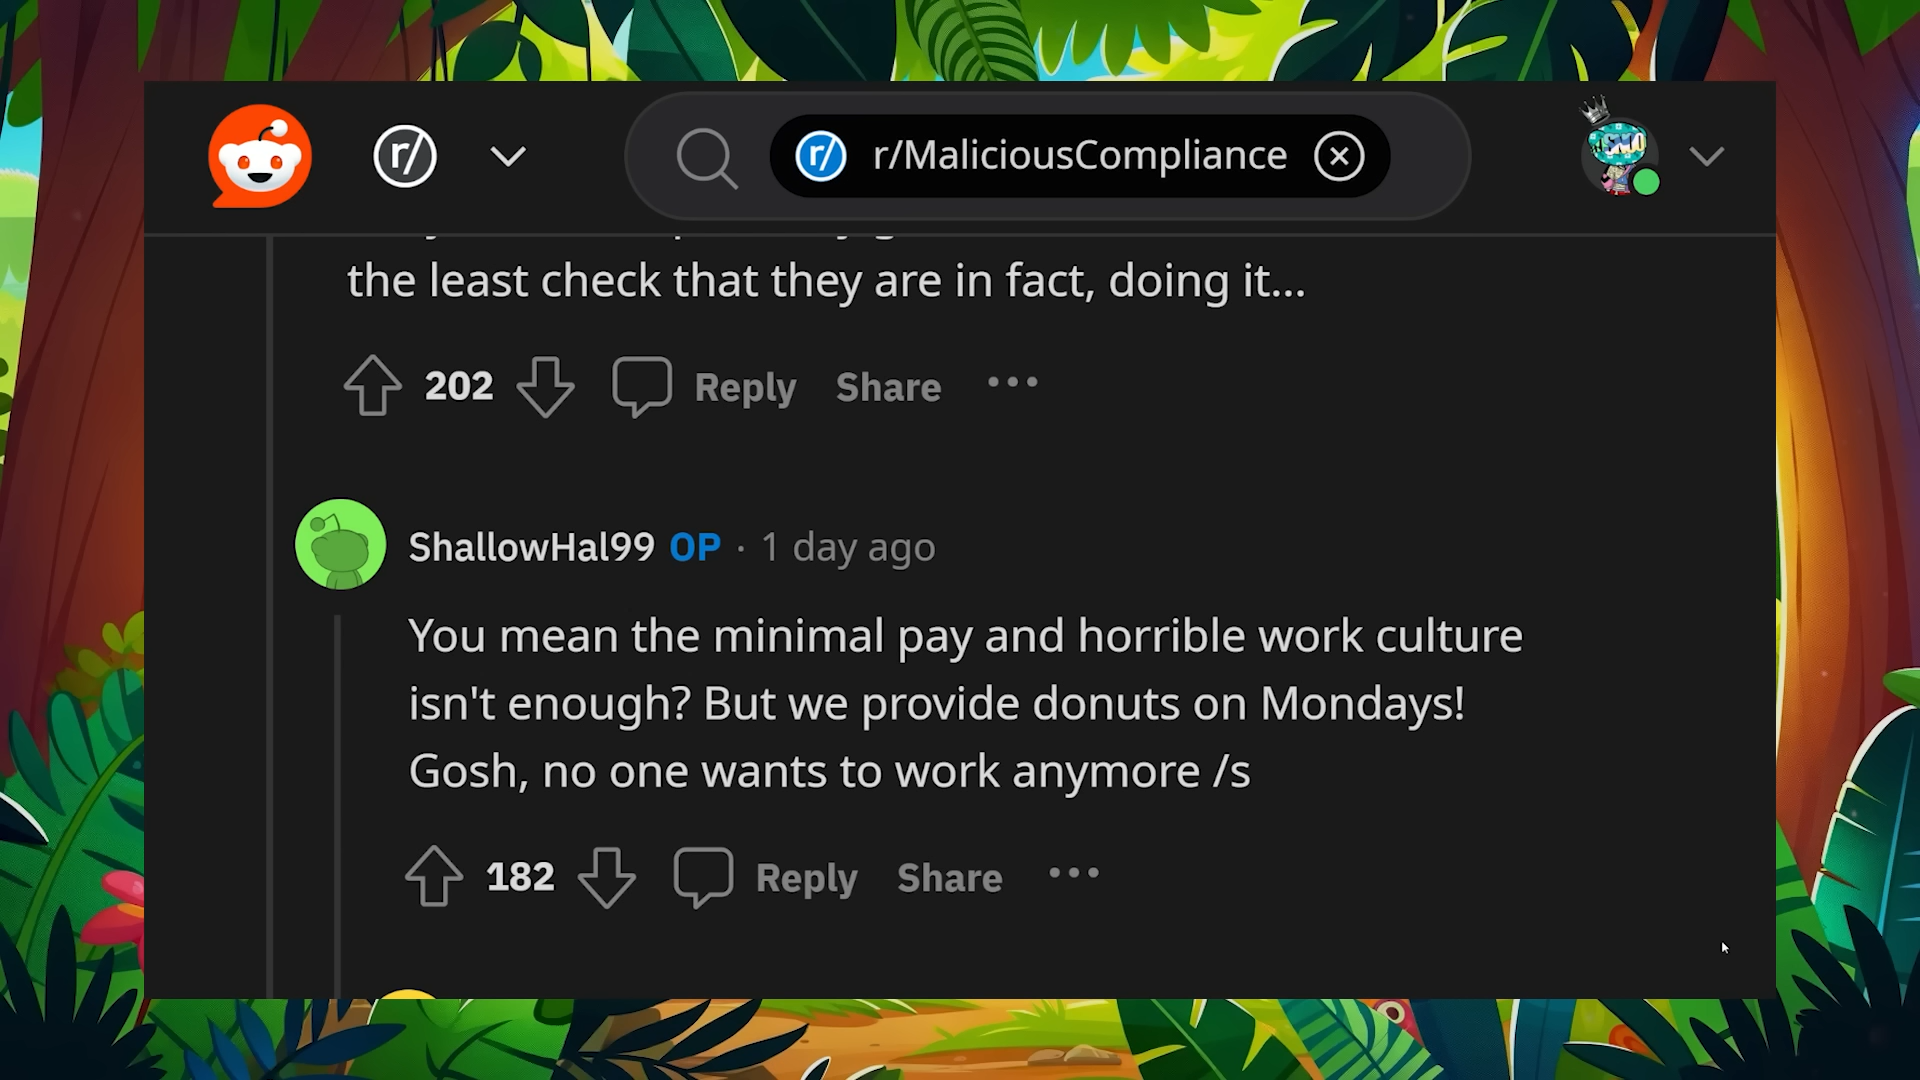 r/ r/ r/MaliciousCompliance
the least check that they are in fact, doing it...
202 Reply Share
ShallowHal99 OP · 1 day ago
You mean the minimal pay and horrible work culture
isn't enough? But we provide donuts on Mondays!
Gosh, no one wants to work anymore /s
182 Reply Share